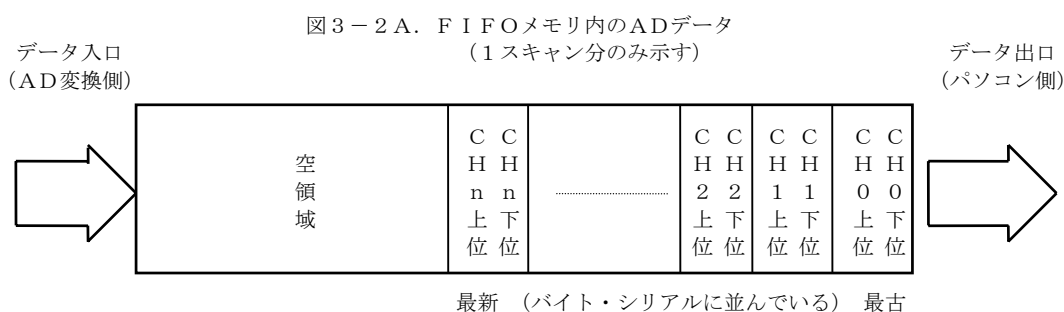 図３－２Ａ．ＦＩＦＯメモリ内のＡＤデータ
（１スキャン分のみ示す）
データ入口
（ＡＤ変換側）
データ出口
（パソコン側）
空領域
ＣＨｎ上位
ＣＨｎ下位
ＣＨ２上位
ＣＨ２下位
ＣＨ１上位
ＣＨ１下位
ＣＨ０上位
ＣＨ０下位
最新　（バイト・シリアルに並んでいる）　最古